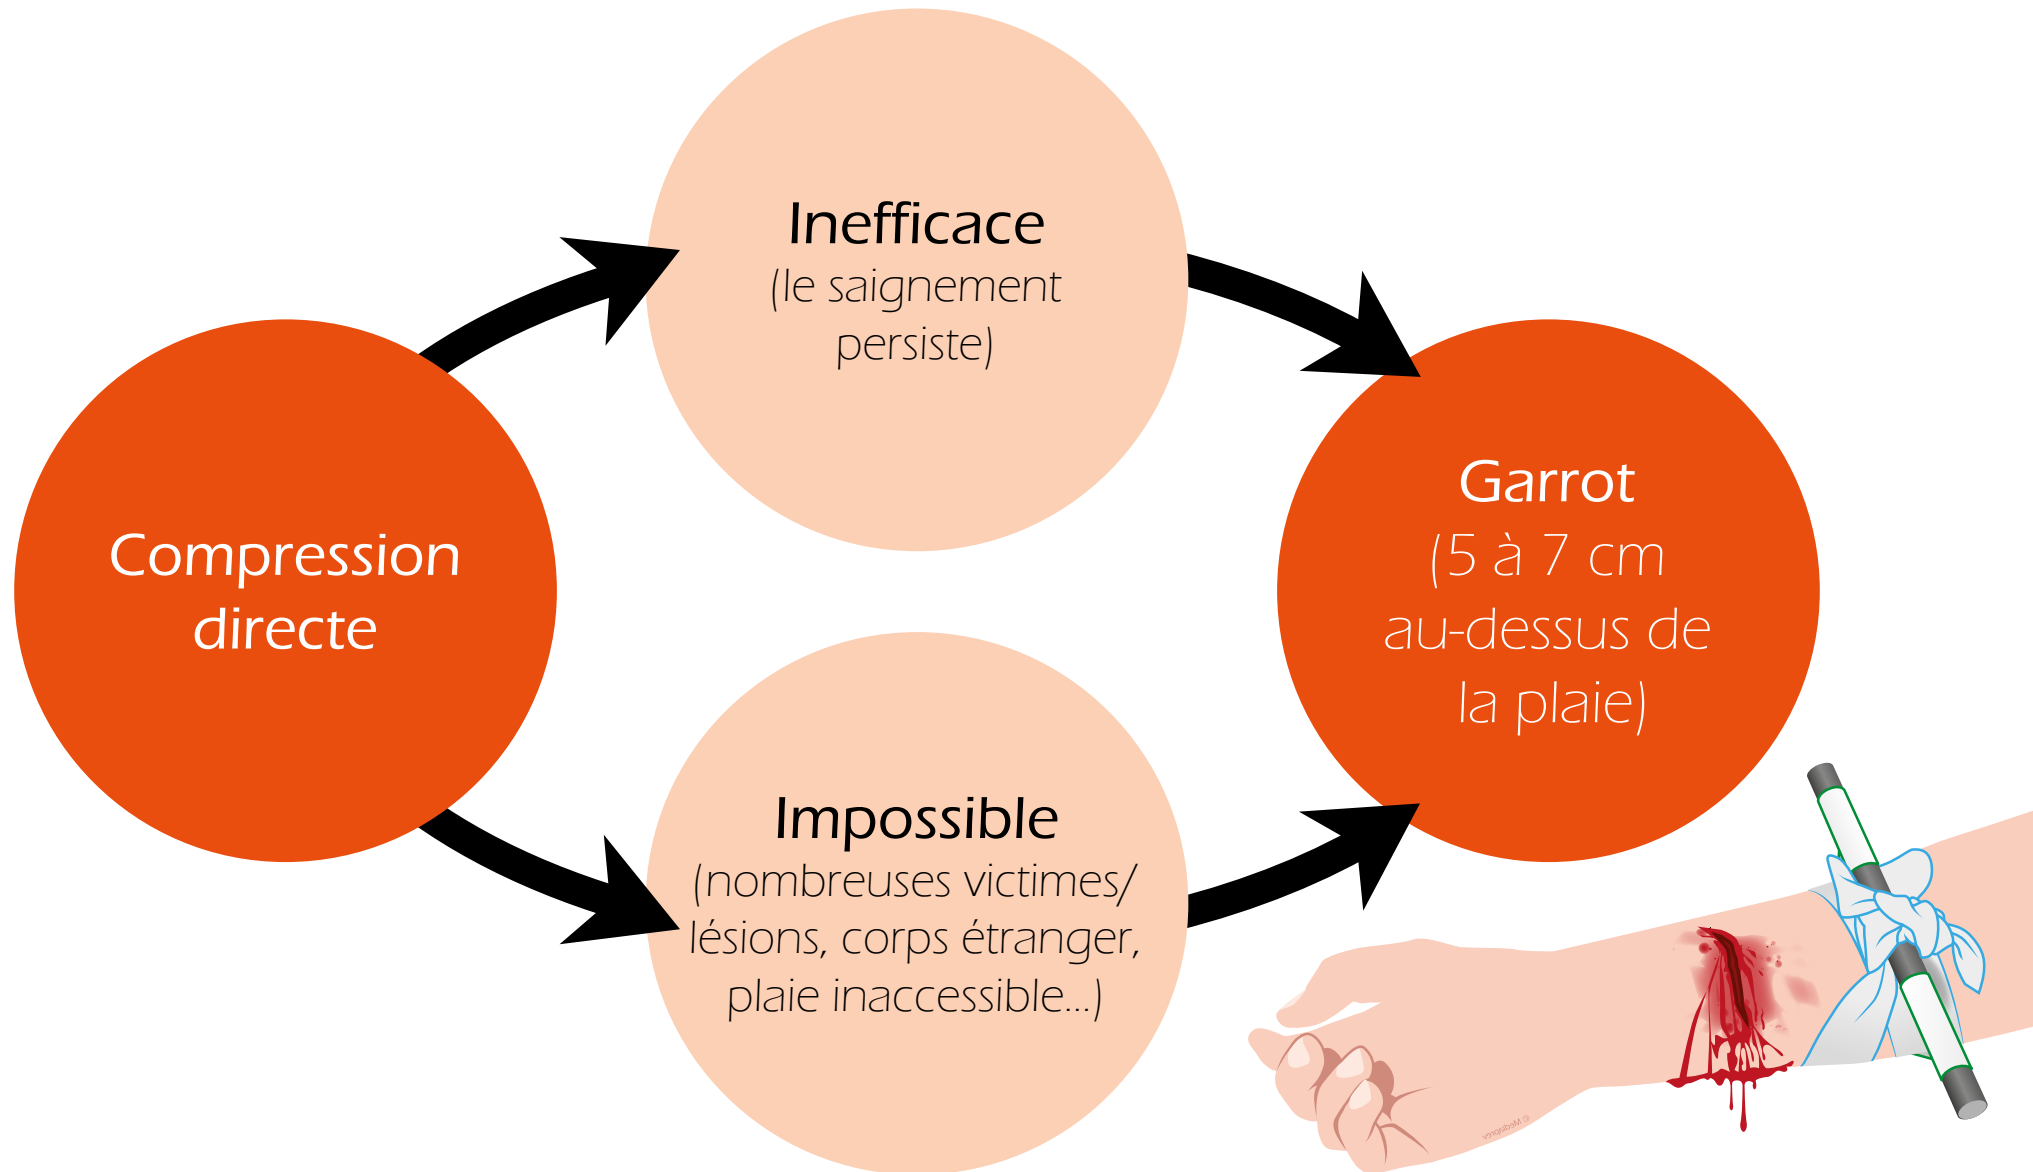 Inefficace
(le saignement
persiste)
Compression
directe
Garrot
(5 à 7 cm
au-dessus de
la plaie)
Impossible
(nombreuses victimes/
lésions, corps étranger,
plaie inaccessible...)